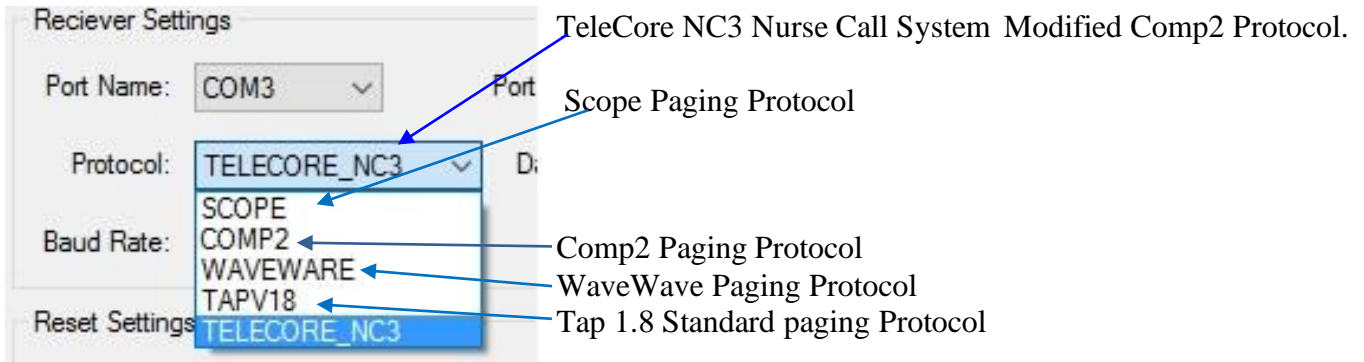 Reciever Settings
TeleCore NC3 Nurse Call System Modified Comp2 Protocol.
Port Name: COM3 Port
Scope Paging Protocol
Protocol: TELECORE_NC3
SCOPE
Baud Rate: COMP2 Comp2 Paging Protocol
WAVEWARE WaveWave Paging Protocol
TAPV18 Tap 1.8 Standard paging Protocol
Reset Settings TELECORE_NC3